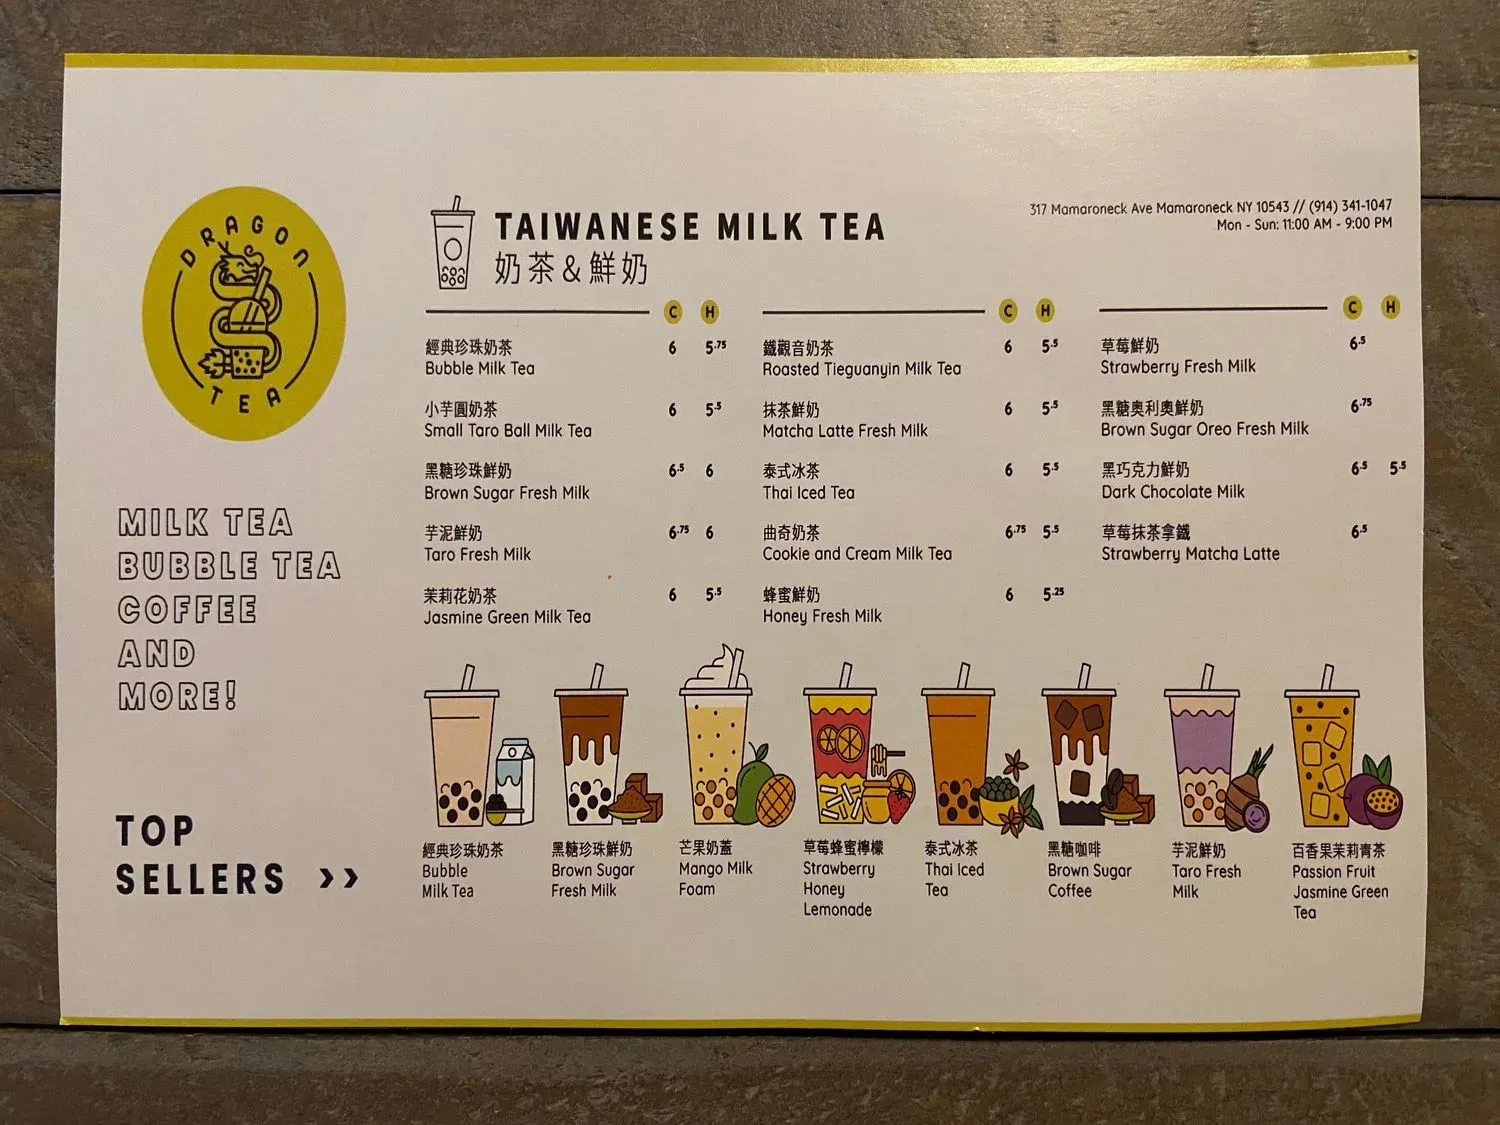 DRAGON
TEA
MILK TEA
BUBBLE TEA
COFFEE
AND
MORE!
TAIWANESE MILK TEA
奶茶&鮮奶
317 Mamaroneck Ave Mamaroneck NY 10543 // (914) 341-1047
Mon - Sun: 11:00 AM - 9:00 PM
C H
經典珍珠奶茶 6 5.75
Bubble Milk Tea
小芋圓奶茶 6 5.5
Small Taro Ball Milk Tea
黑糖珍珠鮮奶 6.5 6
Brown Sugar Fresh Milk
芋泥鮮奶 6.75 6
Taro Fresh Milk
茉莉花奶茶 6 5.5
Jasmine Green Milk Tea
C H
鐵觀音奶茶 6 5.5
Roasted Tieguanyin Milk Tea
抹茶鮮奶 6 5.5
Matcha Latte Fresh Milk
泰式冰茶 6 5.5
Thai Iced Tea
曲奇奶茶 6.75 5.5
Cookie and Cream Milk Tea
蜂蜜鮮奶 6 5.25
Honey Fresh Milk
C H
草莓鮮奶 6.5
Strawberry Fresh Milk
黑糖奧利奧鮮奶 6.75
Brown Sugar Oreo Fresh Milk
黑巧克力鮮奶 6.5 5.5
Dark Chocolate Milk
草莓抹茶拿鐵 6.5
Strawberry Matcha Latte
TOP
SELLERS >>
經典珍珠奶茶
Bubble
Milk Tea
黑糖珍珠鮮奶
Brown Sugar
Fresh Milk
芒果奶蓋
Mango Milk
Foam
草莓蜂蜜檸檬
Strawberry
Honey
Lemonade
泰式冰茶
Thai Iced
Tea
黑糖咖啡
Brown Sugar
Coffee
芋泥鮮奶
Taro Fresh
Milk
百香果茉莉青茶
Passion Fruit
Jasmine Green
Tea